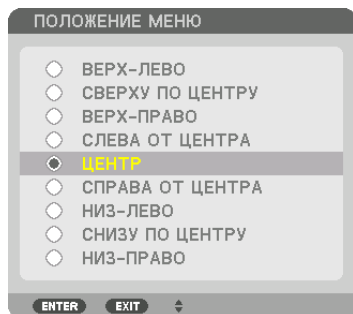 ПОЛОЖЕНИЕ МЕНЮ
ВЕРХ-ЛЕВО
СВЕРХУ ПО ЦЕНТРУ
ВЕРХ-ПРАВО
СЛЕВА ОТ ЦЕНТРА
ЦЕНТР
СПРАВА ОТ ЦЕНТРА
НИЗ-ЛЕВО
СНИЗУ ПО ЦЕНТРУ
НИЗ-ПРАВО
ENTER EXIT